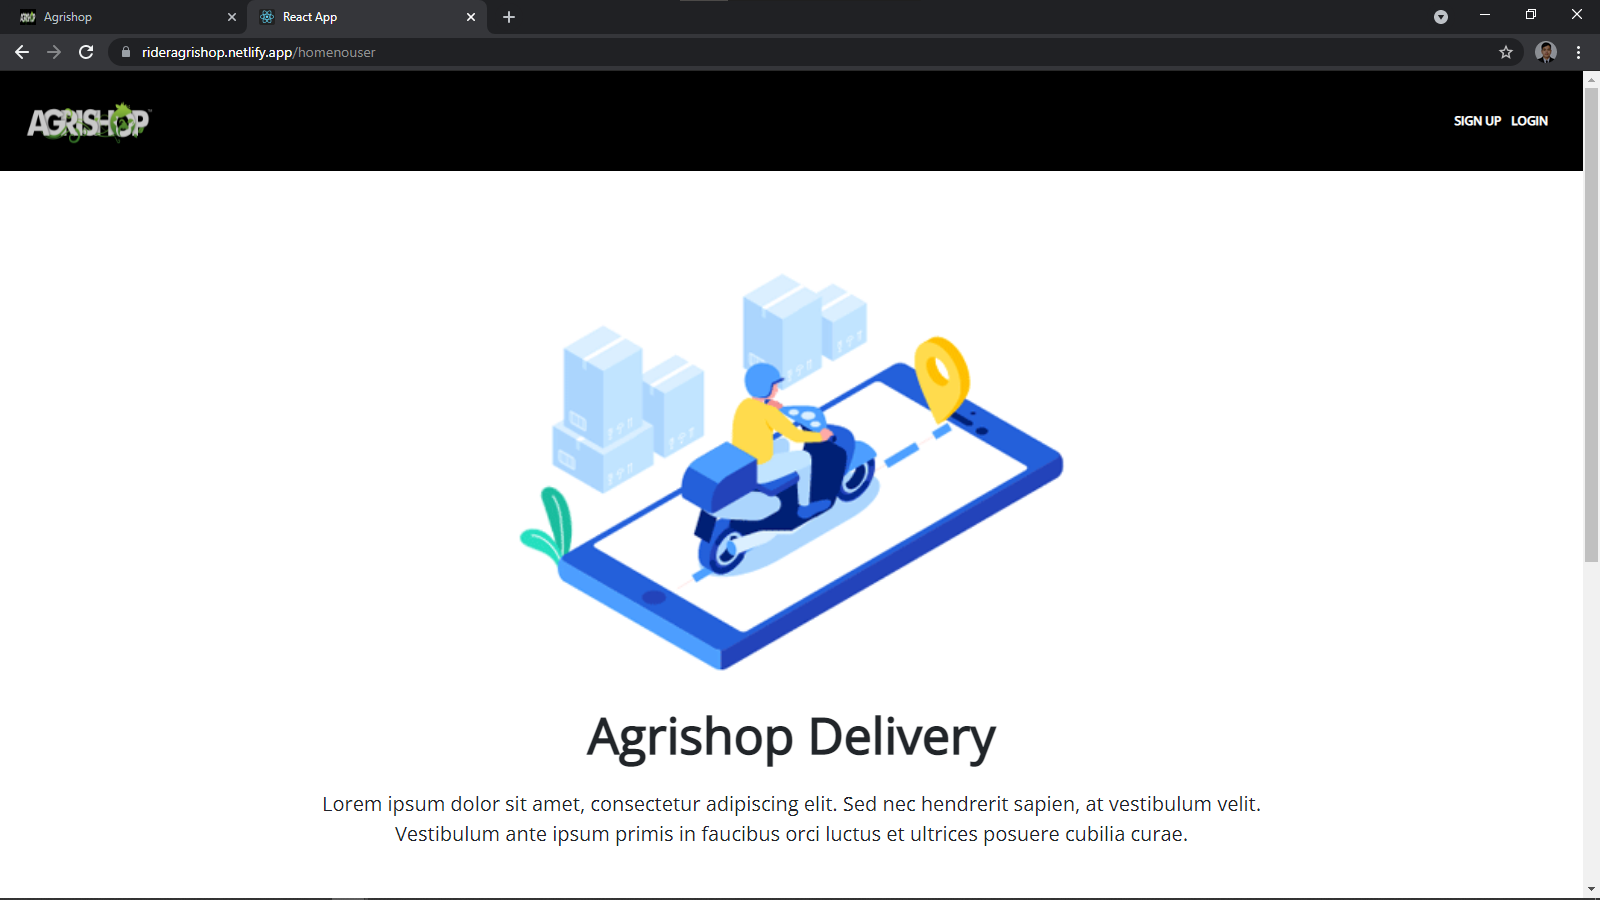 Agrishop
React App
rideragrishop.netlify.app/homenouser
AGRISHOP
SIGN UP LOGIN
Agrishop Delivery
Lorem ipsum dolor sit amet, consectetur adipiscing elit. Sed nec hendrerit sapien, at vestibulum velit.
Vestibulum ante ipsum primis in faucibus orci luctus et ultrices posuere cubilia curae.